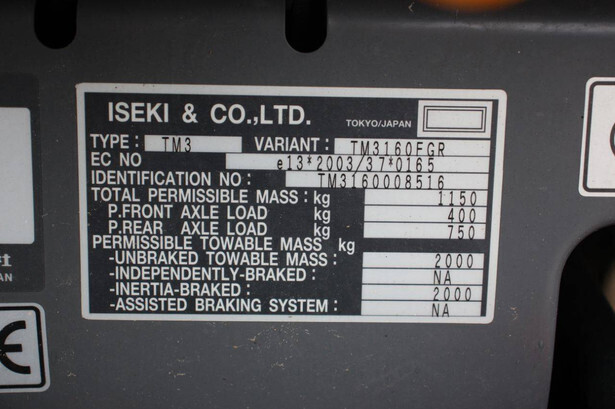 ISEKI & CO.,LTD. TOKYO/JAPAN
TYPE : TM3 VARIANT: TM3160FGR
EC NO e13*2003/37*0165
IDENTIFICATION NO : TM3160008516
TOTAL PERMISSIBLE MASS : kg 1150
P.FRONT AXLE LOAD kg 400
P.REAR AXLE LOAD kg 750
PERMISSIBLE TOWABLE MASS kg
-UNBRAKED TOWABLE MASS : 2000
-INDEPENDENTLY-BRAKED : NA
-INERTIA-BRAKED : 2000
-ASSISTED BRAKING SYSTEM : NA
CE